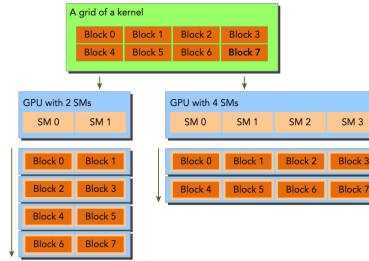 A grid of a kernel
Block 0 Block 1 Block 2 Block 3
Block 4 Block 5 Block 6 Block 7
GPU with 2 SMs
SM 0 SM 1
Block 0 Block 1
Block 2 Block 3
Block 4 Block 5
Block 6 Block 7
GPU with 4 SMs
SM 0 SM 1 SM 2 SM 3
Block 0 Block 1 Block 2 Block 3
Block 4 Block 5 Block 6 Block 7